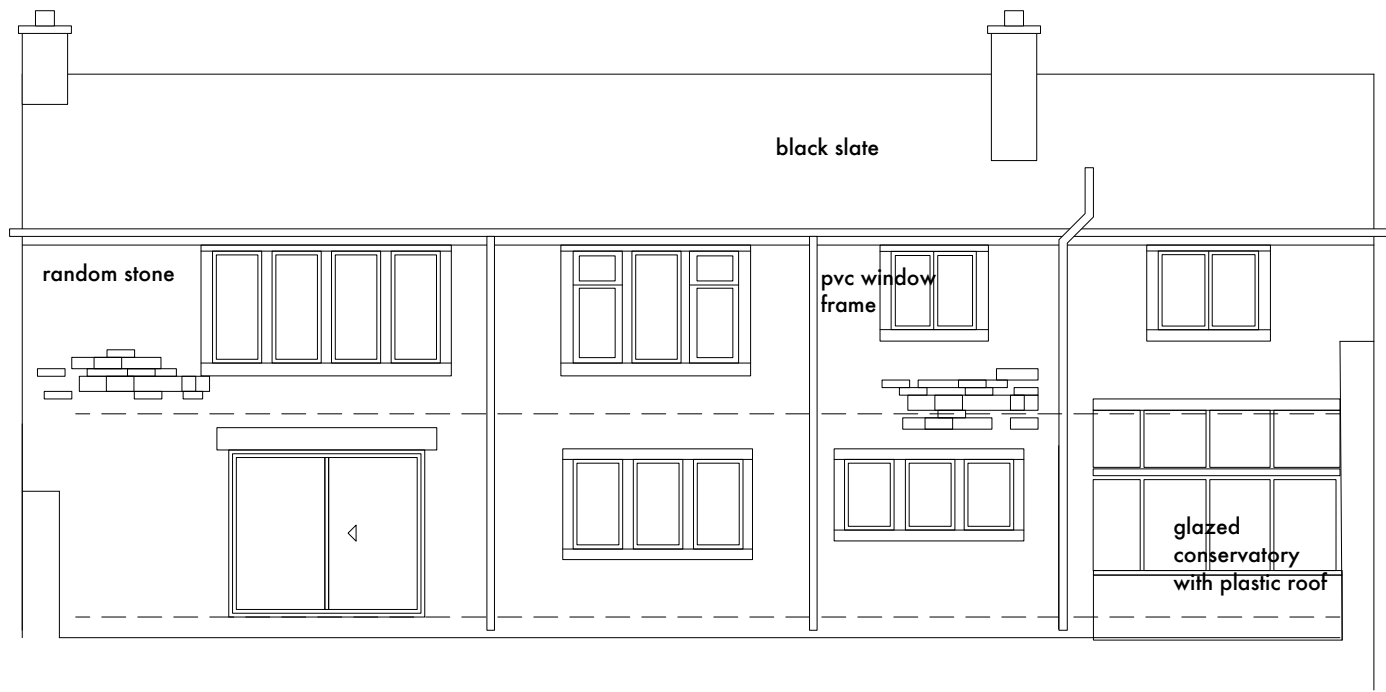 black slate
random stone
pvc window
frame
glazed
conservatory
with plastic roof